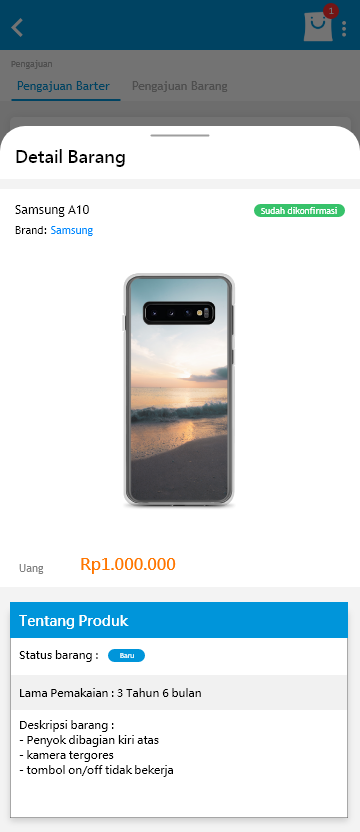 1
Pengajuan
Pengajuan Barter Pengajuan Barang
Detail Barang
Samsung A10 Sudah dikonfirmasi
Brand: Samsung
Uang Rp1.000.000
Tentang Produk
Status barang : Baru
Lama Pemakaian : 3 Tahun 6 bulan
Deskripsi barang :
- Penyok dibagian kiri atas
- kamera tergores
- tombol on/off tidak bekerja